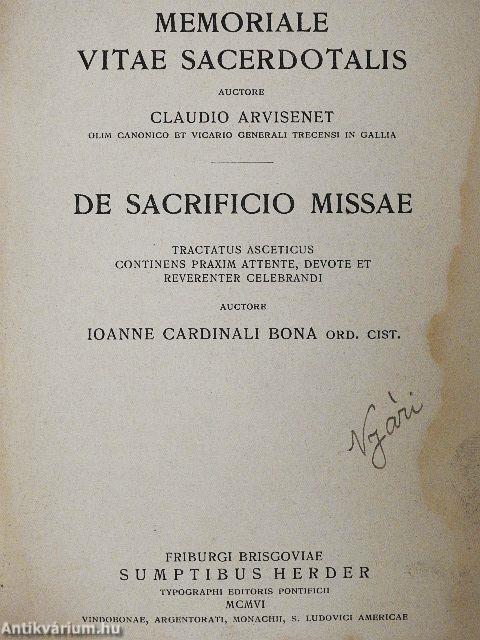 MEMORIALE
VITAE SACERDOTALIS
AUCTORE
CLAUDIO ARVISENET
OLIM CANONICO ET VICARIO GENERALI TRECENSI IN GALLIA
DE SACRIFICIO MISSAE
TRACTATUS ASCETICUS
CONTINENS PRAXIM ATTENTE, DEVOTE ET
REVERENTER CELEBRANDI
AUCTORE
IOANNE CARDINALI BONA ORD. CIST.
FRIBURGI BRISGOVIAE
SUMPTIBUS HERDER
TYPOGRAPHI EDITORIS PONTIFICII
MCMVI
VINDOBONAE, ARGENTORATI, MONACHII, S. LUDOVICI AMERICAE
Antikvárium.hu